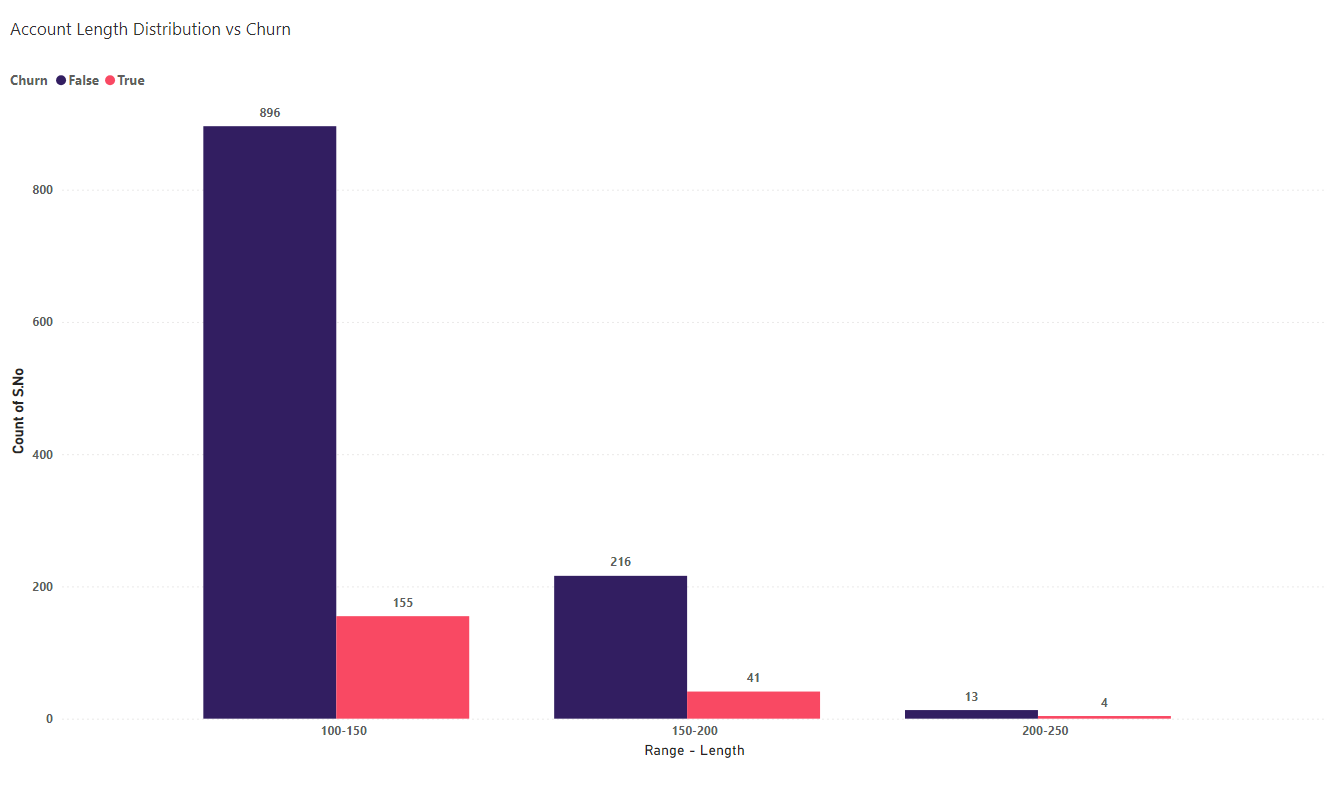 Account Length Distribution vs Churn
Churn False True
896
800
600
Count of S.No
400
216
200
155
41
13
4
0
100-150 150-200 200-250
Range - Length